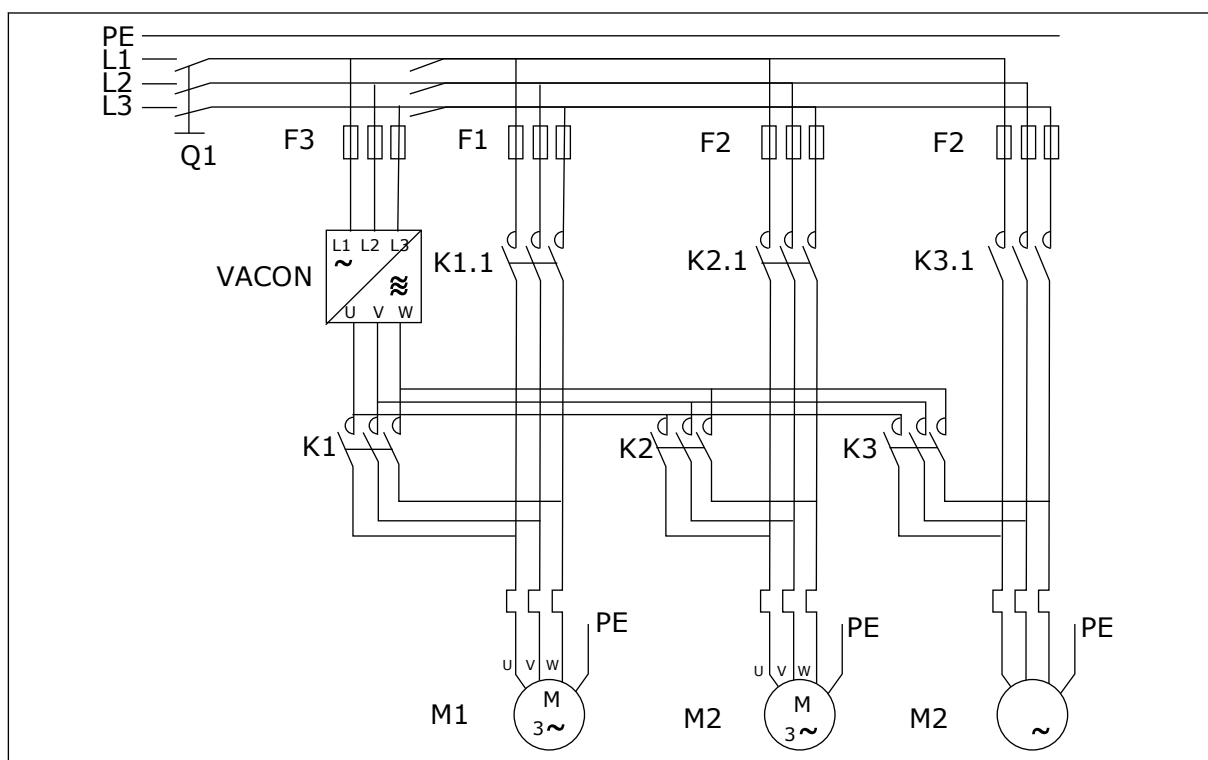 PE
L1
L2
L3
Q1
F3
F1
F2
F2
L1 L2 L3
~
≋
U V W
VACON
K1.1
K2.1
K3.1
K1
K2
K3
PE
PE
PE
U V W
U V W
M1
M
3~
M2
M
3~
M2
~